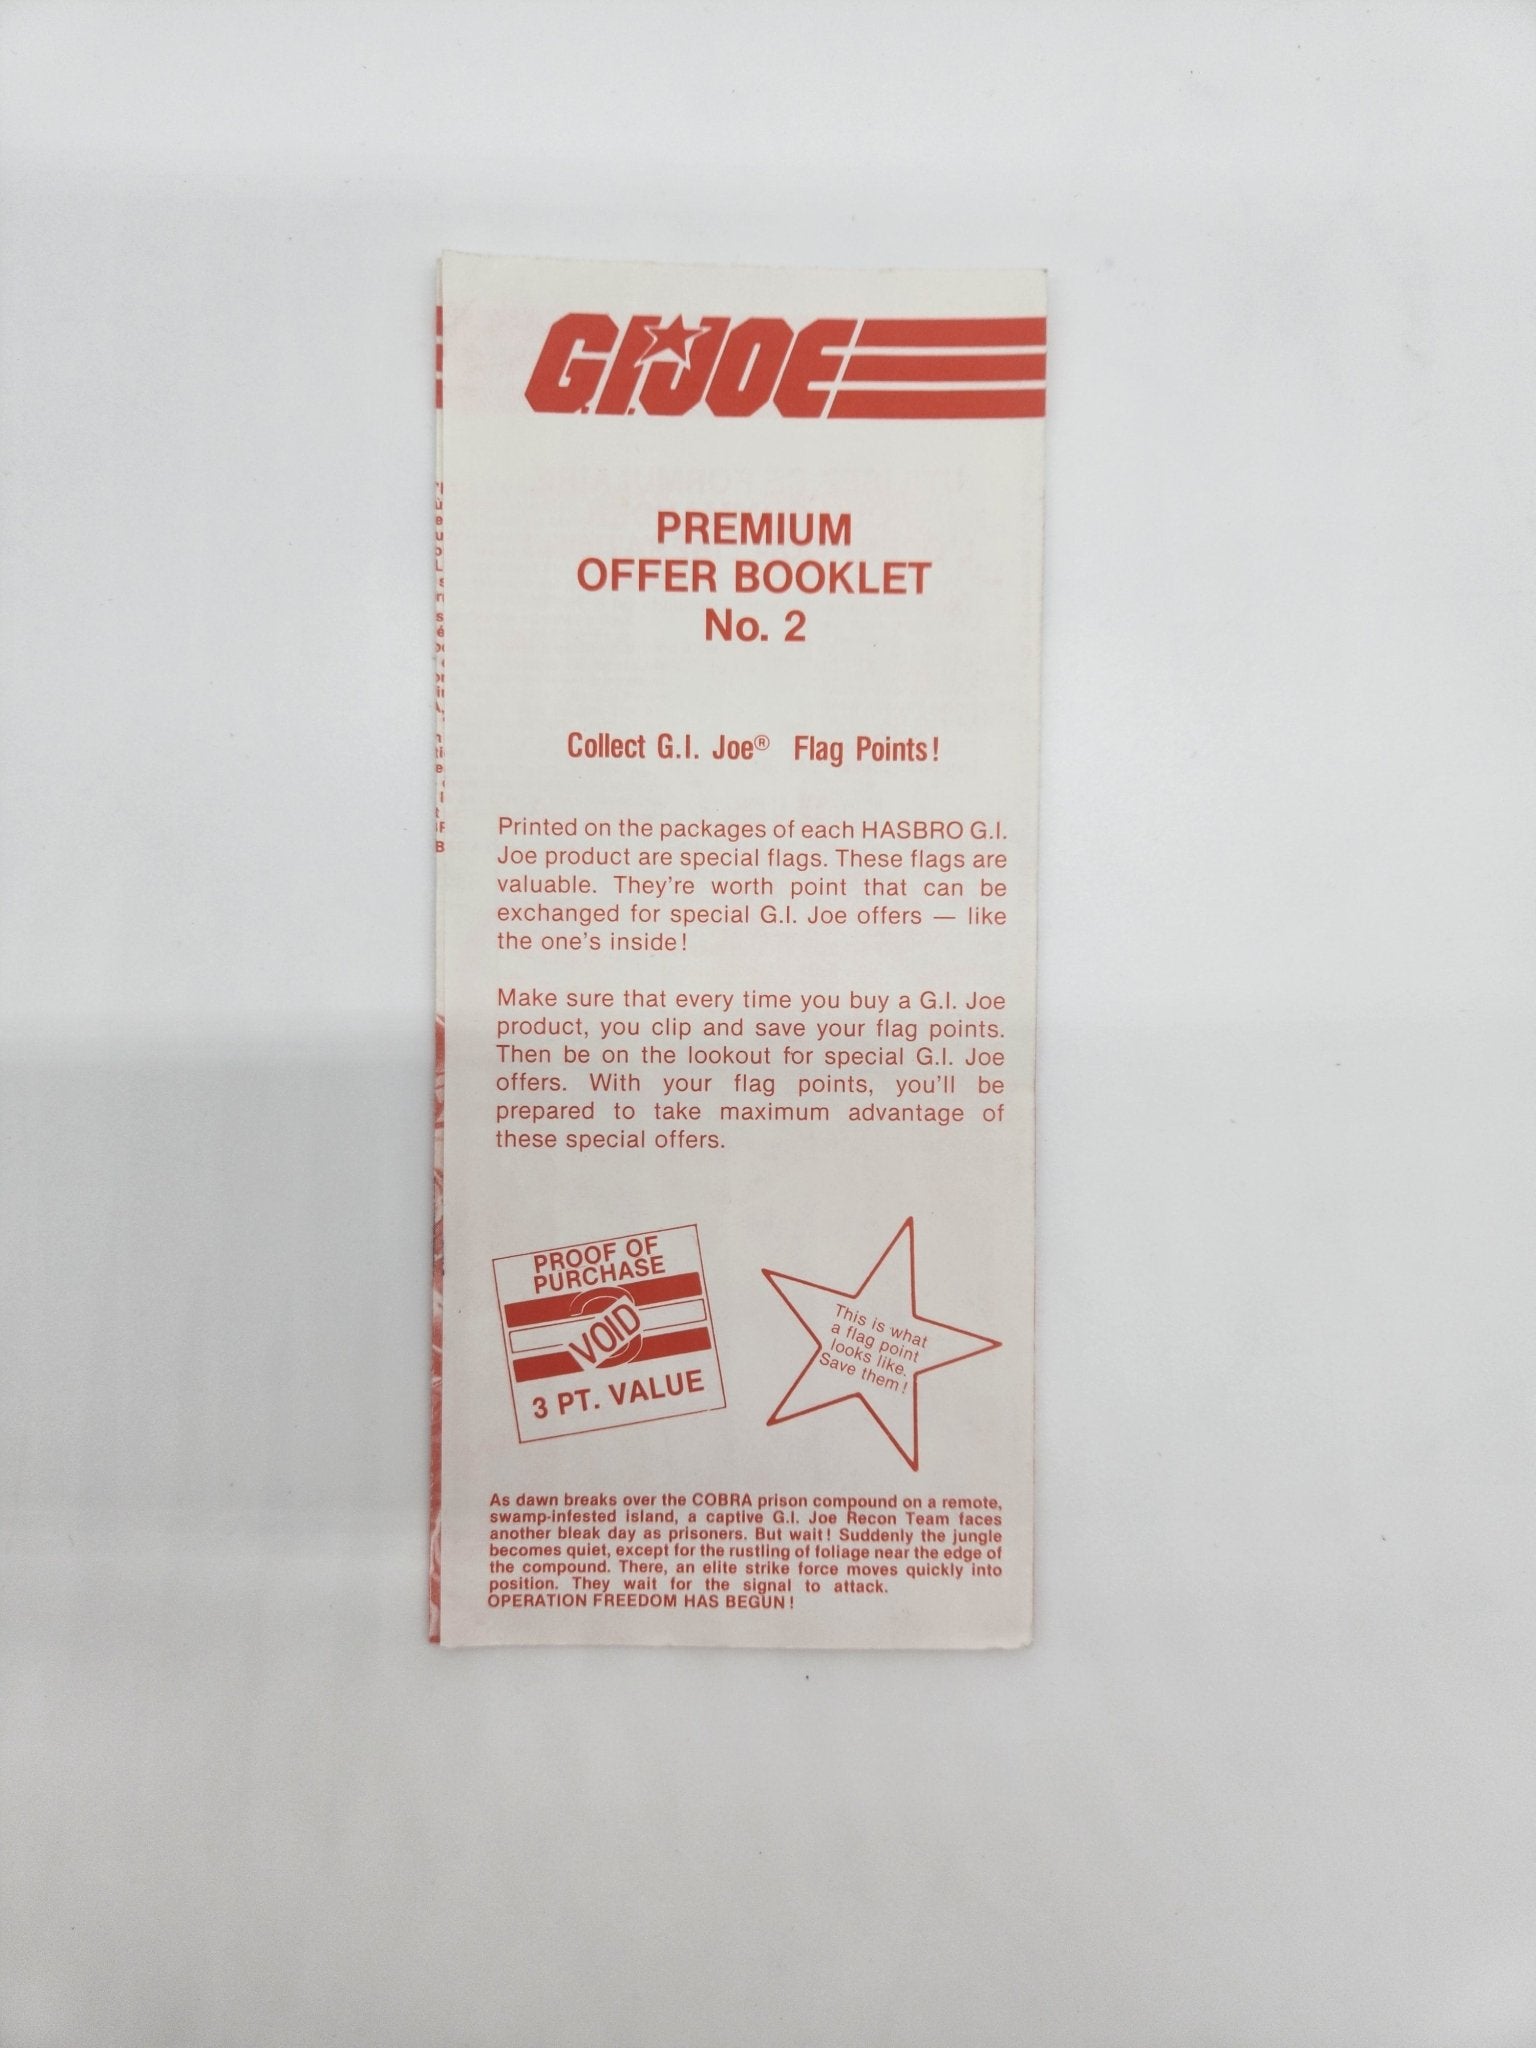 G.I. JOE
PREMIUM
OFFER BOOKLET
No. 2
Collect G.I. Joe® Flag Points!
Printed on the packages of each HASBRO G.I.
Joe product are special flags. These flags are
valuable. They're worth point that can be
exchanged for special G.I. Joe offers — like
the one's inside!
Make sure that every time you buy a G.I. Joe
product, you clip and save your flag points.
Then be on the lookout for special G.I. Joe
offers. With your flag points, you'll be
prepared to take maximum advantage of
these special offers.
PROOF OF
PURCHASE
VOID
3 PT. VALUE
This is what
a flag point
looks like.
Save them!
As dawn breaks over the COBRA prison compound on a remote,
swamp-infested island, a captive G.I. Joe Recon Team faces
another bleak day as prisoners. But wait! Suddenly the jungle
becomes quiet, except for the rustling of foliage near the edge of
the compound. There, an elite strike force moves quickly into
position. They wait for the signal to attack.
OPERATION FREEDOM HAS BEGUN!